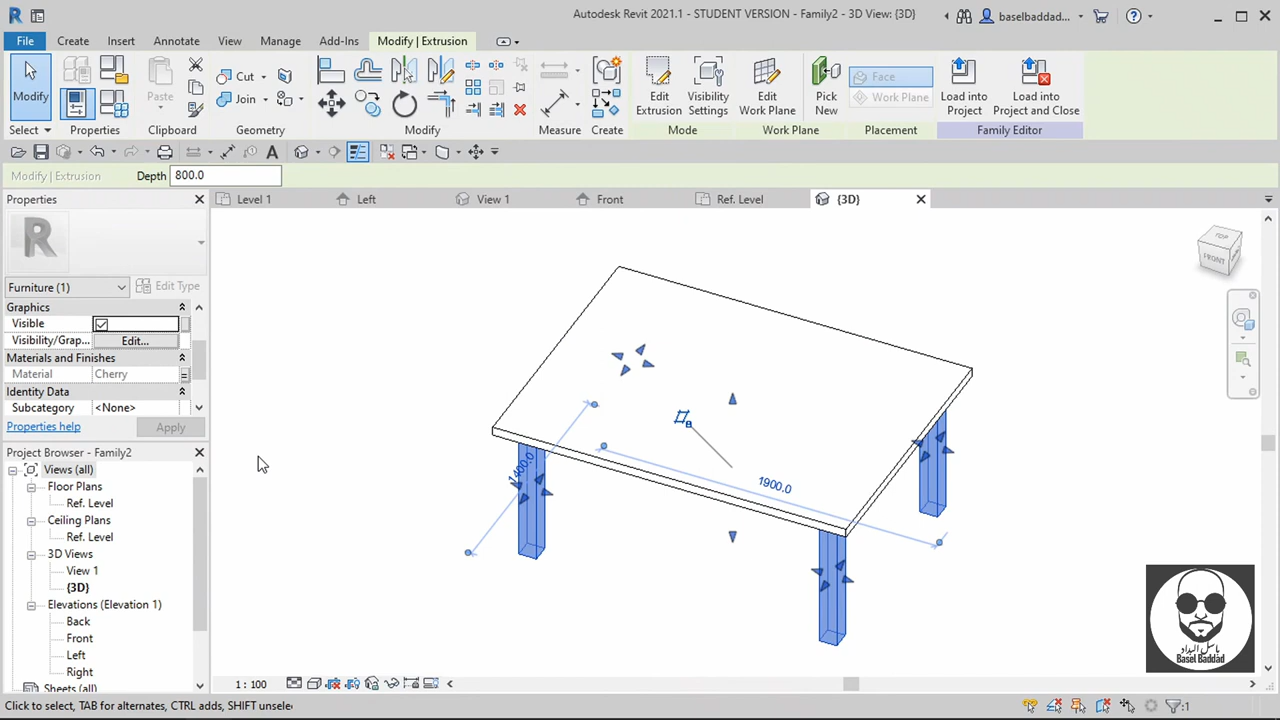 Autodesk Revit 2021.1 - STUDENT VERSION - Family2 - 3D View: {3D}
baselbaddad...
File Create Insert Annotate View Manage Add-Ins Modify | Extrusion
Modify Paste Cut Join Edit Extrusion Visibility Settings Edit Work Plane Pick New Face Work Plane Load into Project Load into Project and Close
Select Properties Clipboard Geometry Modify Measure Create Mode Work Plane Placement Family Editor
Modify | Extrusion Depth 800.0
Properties
Level 1 Left View 1 Front Ref. Level {3D}
Furniture (1) Edit Type
Graphics
Visible
Visibility/Grap... Edit...
Materials and Finishes
Material Cherry
Identity Data
Subcategory <None>
Properties help Apply
Project Browser - Family2
Views (all)
Floor Plans
Ref. Level
Ceiling Plans
Ref. Level
3D Views
View 1
{3D}
Elevations (Elevation 1)
Back
Front
Left
Right
Sheets (all)
1400.0
1900.0
TOP
FRONT
باسل البداد
Basel Baddad
1 : 100
Click to select, TAB for alternates, CTRL adds, SHIFT unselec
:1